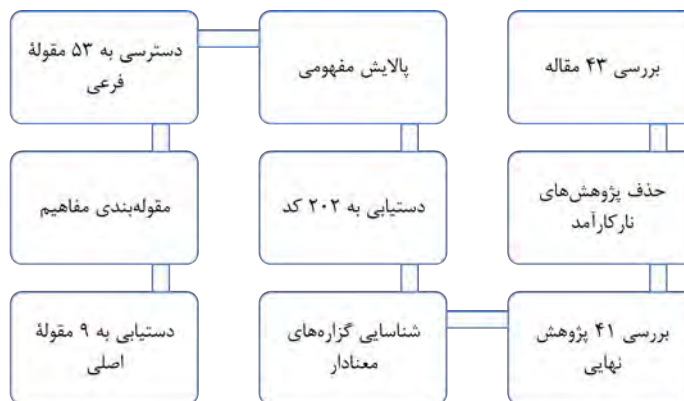 بررسی ۴۳ مقاله
حذف پژوهش‌های
نارکارآمد
بررسی ۴۱ پژوهش
نهایی
شناسایی گزاره‌های
معنادار
دستیابی به ۲۰۲ کد
پالایش مفهومی
دسترسی به ۵۳ مقولهٔ
فرعی
مقوله‌بندی مفاهیم
دستیابی به ۹ مقولهٔ
اصلی